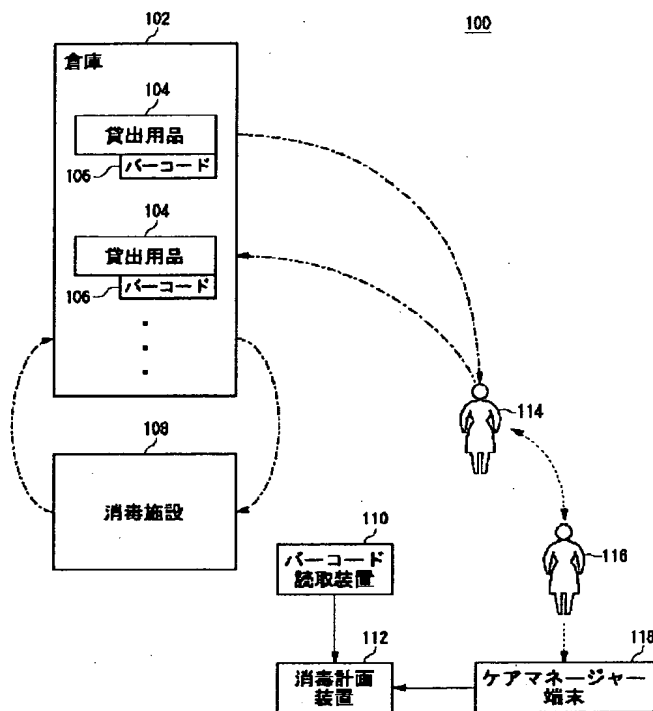 102
100
倉庫
104
貸出用品
106
バーコード
104
貸出用品
106
バーコード
・
・
・
114
108
消毒施設
110
バーコード
読取装置
116
112
118
消毒計画
装置
ケアマネージャー
端末